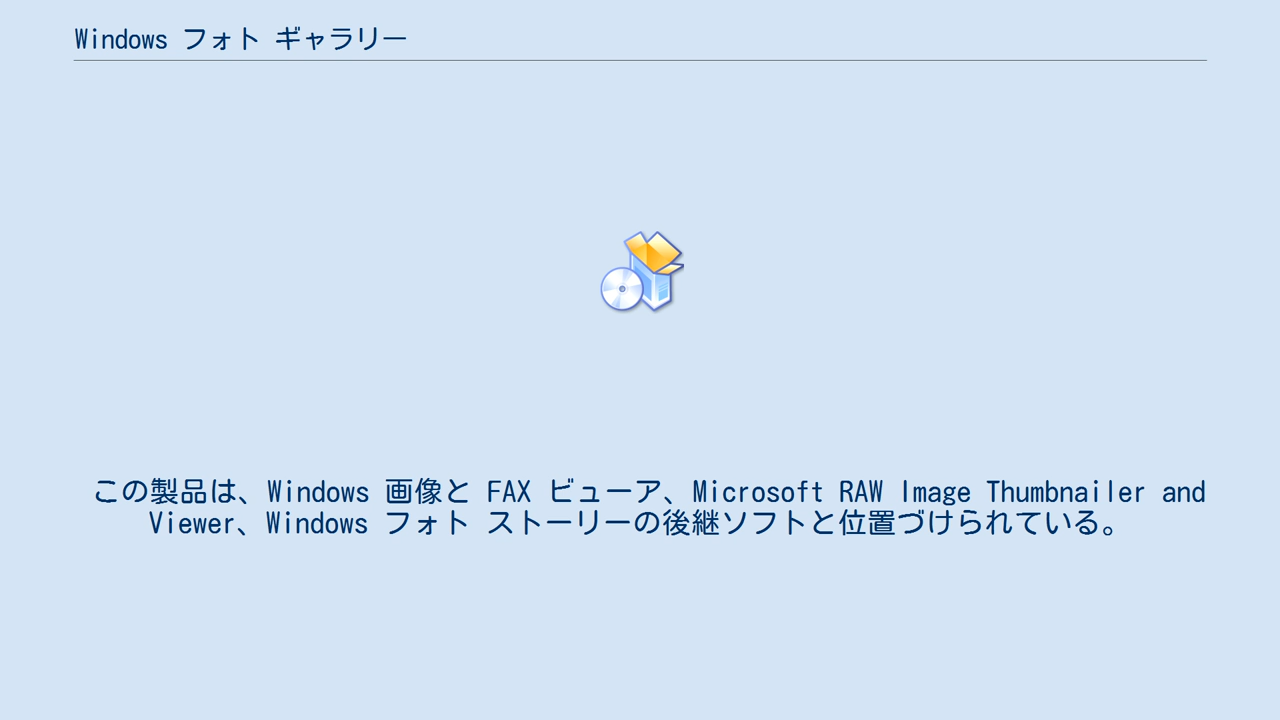 Windows フォト ギャラリー
この製品は、Windows 画像と FAX ビューア、Microsoft RAW Image Thumbnailer and
Viewer、Windows フォト ストーリーの後継ソフトと位置づけられている。